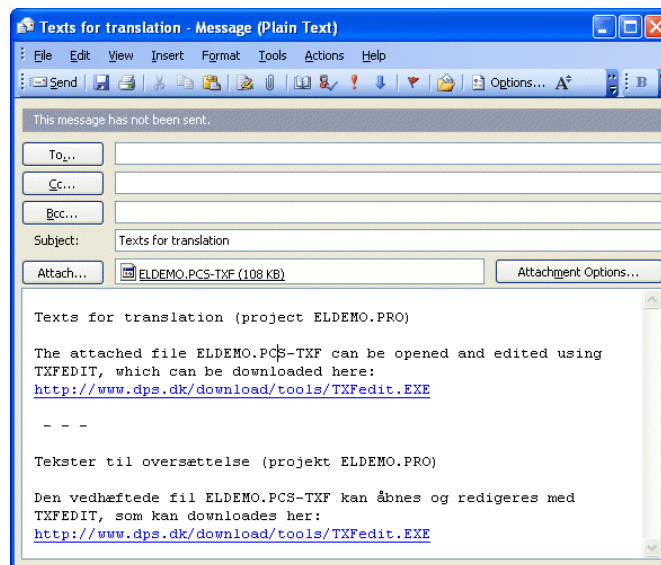 Texts for translation - Message (Plain Text)
File Edit View Insert Format Tools Actions Help
Send Options... A B
This message has not been sent.
To...
Cc...
Bcc...
Subject: Texts for translation
Attach... ELDEMO.PCS-TXF (108 KB) Attachment Options...
Texts for translation (project ELDEMO.PRO)
The attached file ELDEMO.PCS-TXF can be opened and edited using
TXFEDIT, which can be downloaded here:
http://www.dps.dk/download/tools/TXFedit.EXE
- - -
Tekster til oversættelse (projekt ELDEMO.PRO)
Den vedhæftede fil ELDEMO.PCS-TXF kan åbnes og redigeres med
TXFEDIT, som kan downloades her:
http://www.dps.dk/download/tools/TXFedit.EXE